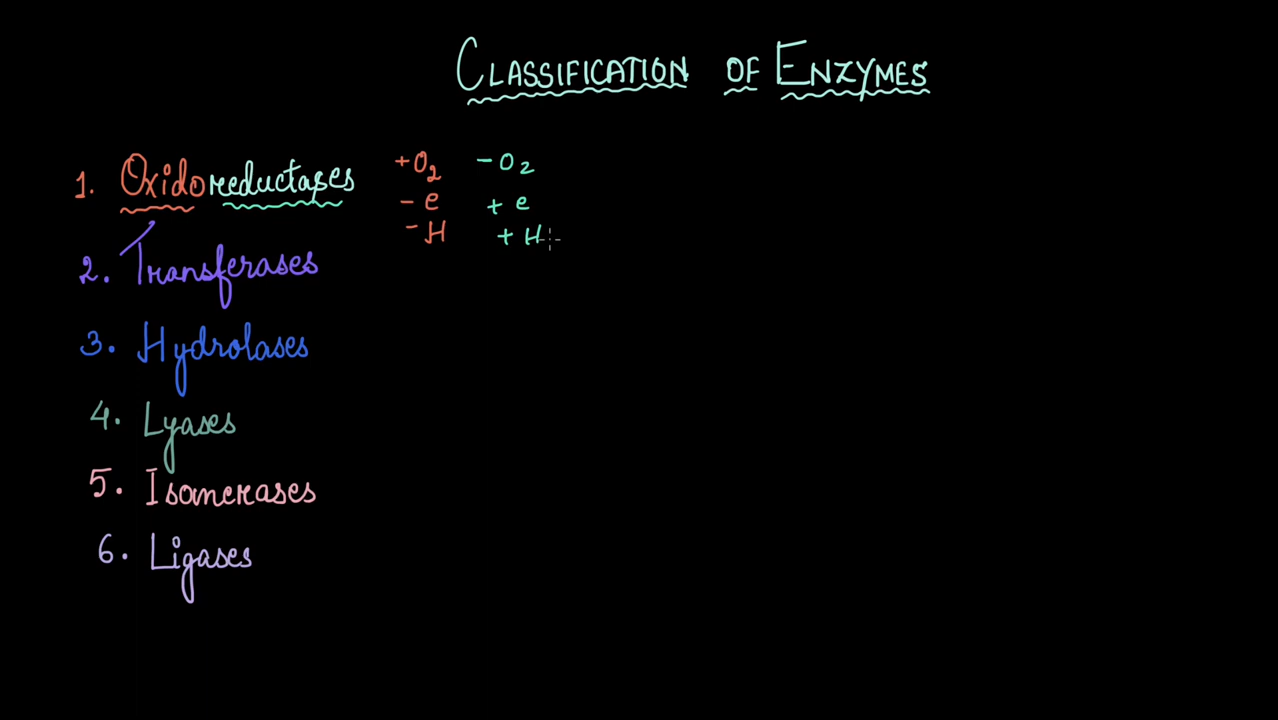 CLASSIFICATION OF ENZYMES
1. Oxidoreductases +O2 -O2
-e +e
-H +H
2. Transferases
3. Hydrolases
4. Lyases
5. Isomerases
6. Ligases